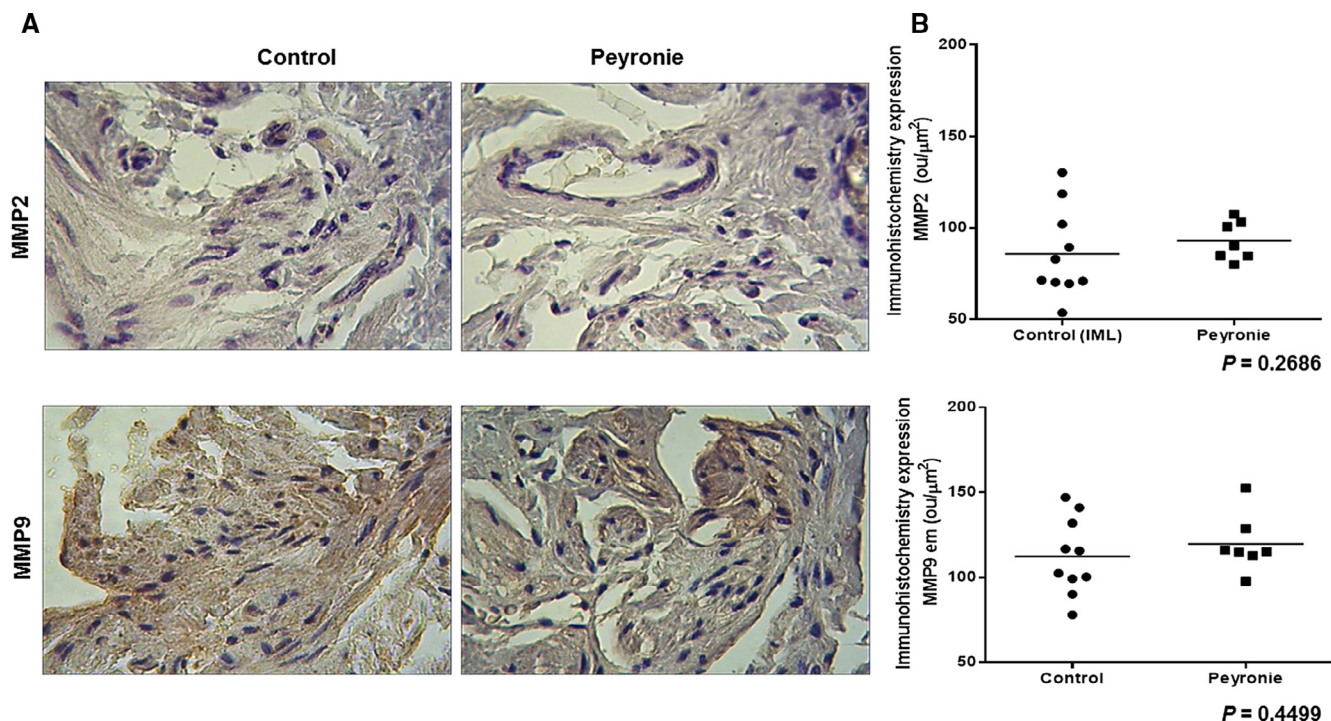 A
Control
Peyronie
MMP2
MMP9
B
Immunohistochemistry expression
MMP2 (ou/µm²)
200
150
100
50
Control (IML)
Peyronie
P = 0.2686
Immunohistochemistry expression
MMP9 em (ou/µm²)
200
150
100
50
Control
Peyronie
P = 0.4499